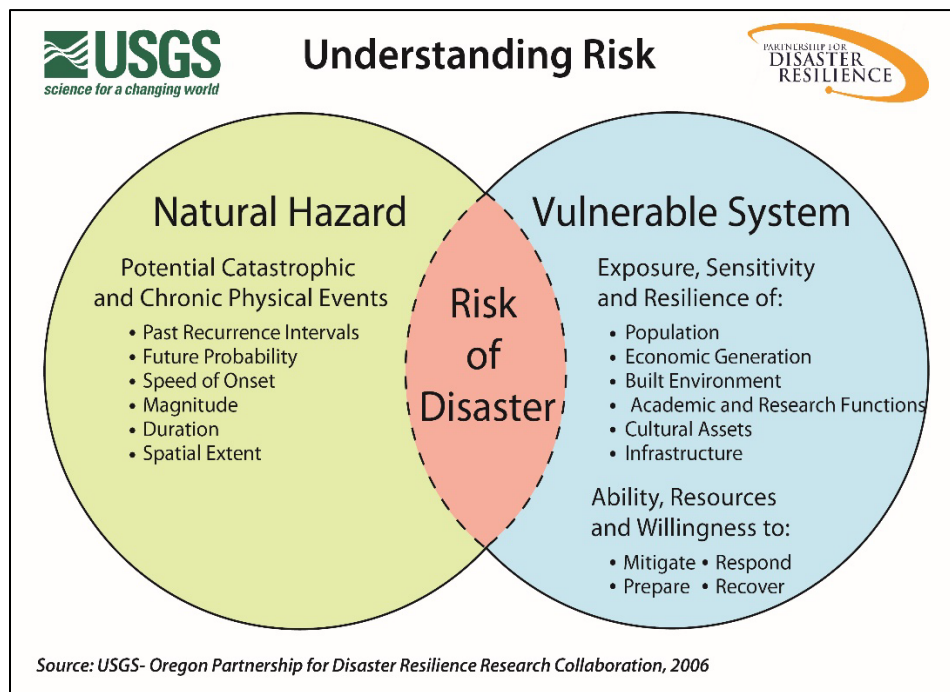 USGS
science for a changing world
Understanding Risk
PARTNERSHIP FOR
DISASTER
RESILIENCE
Natural Hazard
Potential Catastrophic
and Chronic Physical Events
• Past Recurrence Intervals
• Future Probability
• Speed of Onset
• Magnitude
• Duration
• Spatial Extent
Risk
of
Disaster
Vulnerable System
Exposure, Sensitivity
and Resilience of:
• Population
• Economic Generation
• Built Environment
• Academic and Research Functions
• Cultural Assets
• Infrastructure
Ability, Resources
and Willingness to:
• Mitigate • Respond
• Prepare • Recover
Source: USGS- Oregon Partnership for Disaster Resilience Research Collaboration, 2006